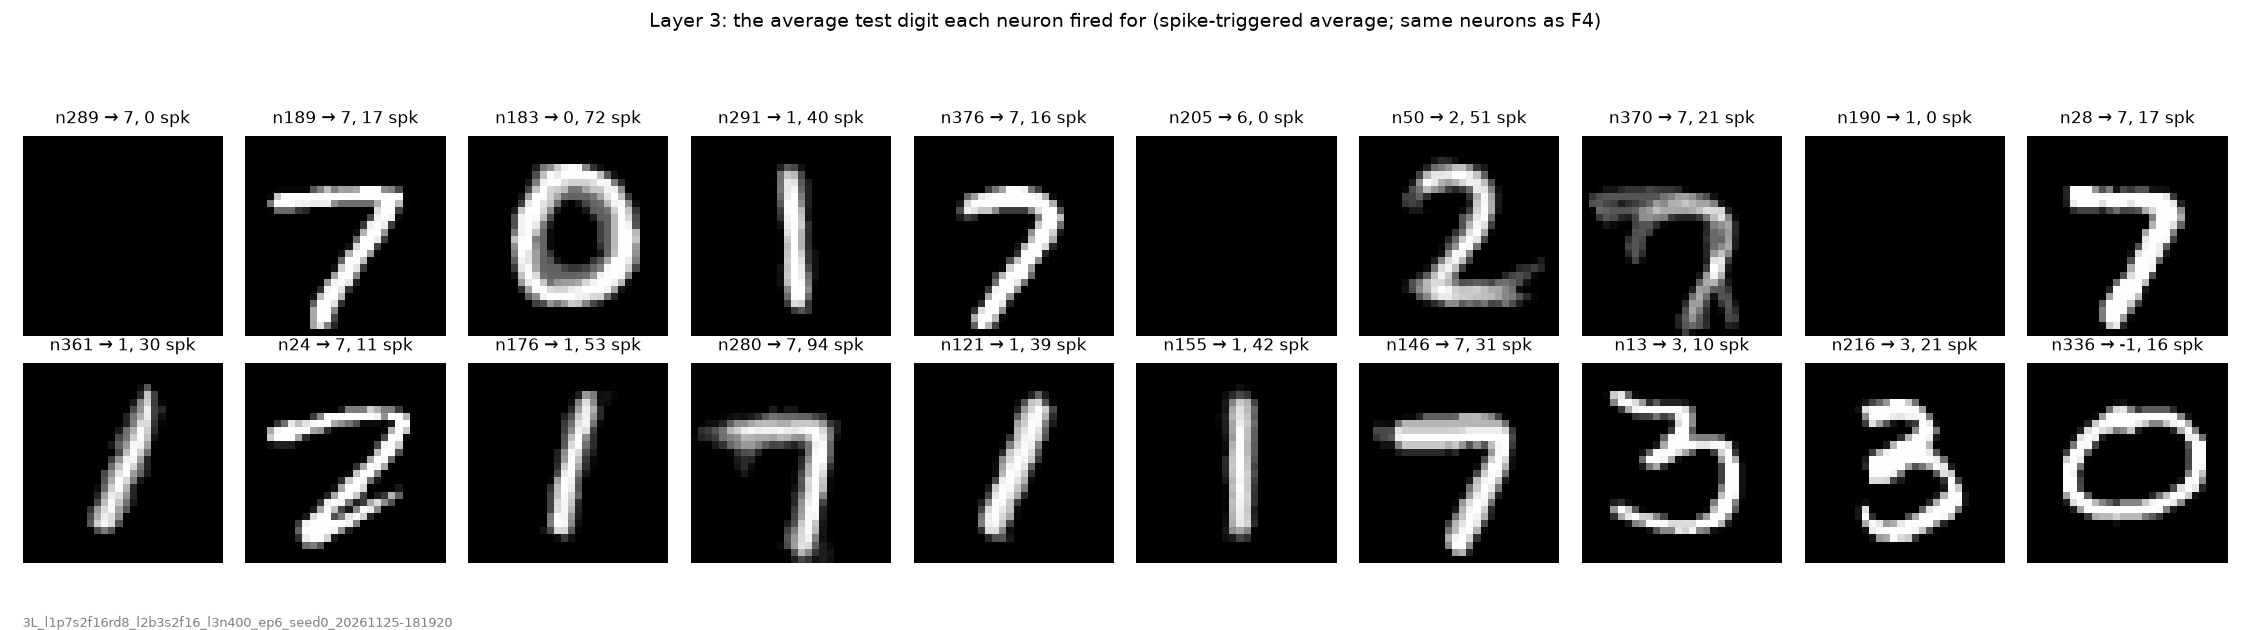 Layer 3: the average test digit each neuron fired for (spike-triggered average; same neurons as F4)
n289 → 7, 0 spk
n189 → 7, 17 spk
n183 → 0, 72 spk
n291 → 1, 40 spk
n376 → 7, 16 spk
n205 → 6, 0 spk
n50 → 2, 51 spk
n370 → 7, 21 spk
n190 → 1, 0 spk
n28 → 7, 17 spk
n361 → 1, 30 spk
n24 → 7, 11 spk
n176 → 1, 53 spk
n280 → 7, 94 spk
n121 → 1, 39 spk
n155 → 1, 42 spk
n146 → 7, 31 spk
n13 → 3, 10 spk
n216 → 3, 21 spk
n336 → -1, 16 spk
3L_l1p7s2f16rd8_l2b3s2f16_l3n400_ep6_seed0_20261125-181920